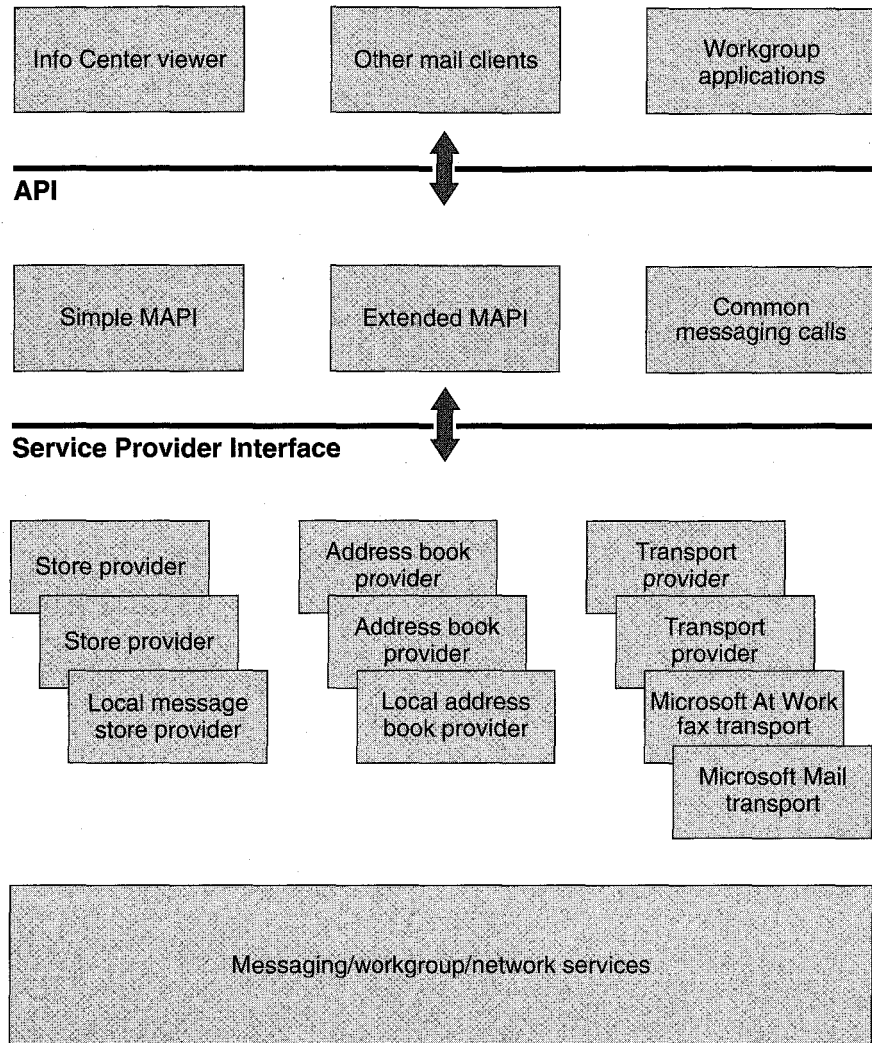 Info Center viewer
Other mail clients
Workgroup
applications
API
Simple MAPI
Extended MAPI
Common
messaging calls
Service Provider Interface
Store provider
Store provider
Local message
store provider
Address book
provider
Address book
provider
Local address
book provider
Transport
provider
Transport
provider
Microsoft At Work
fax transport
Microsoft Mail
transport
Messaging/workgroup/network services